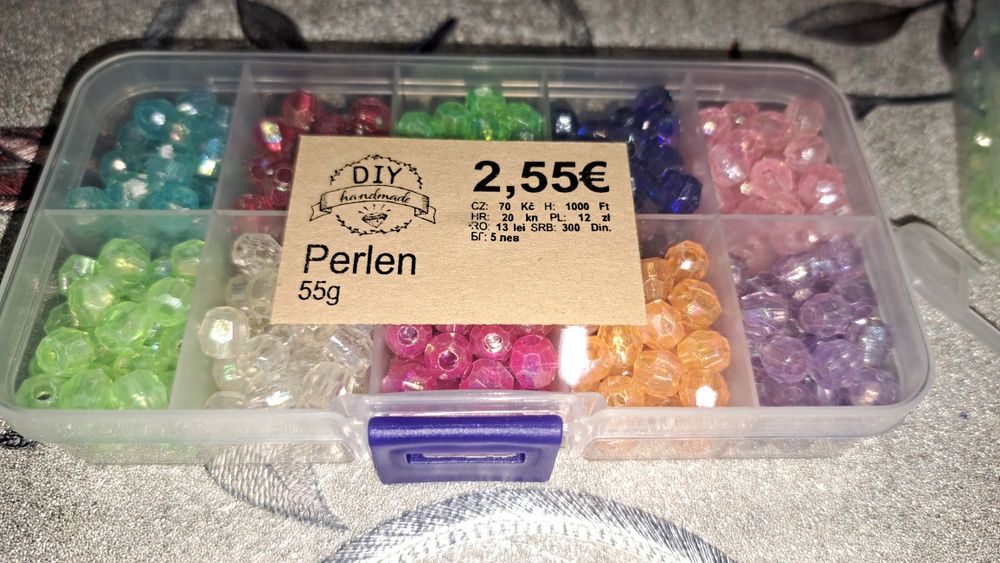 DIY
handmade
Perlen
55g
2,55€
CZ: 70 Kč H: 1000 Ft
HR: 20 kn PL: 12 zł
RO: 13 lei SRB: 300 Din.
БГ: 5 лев